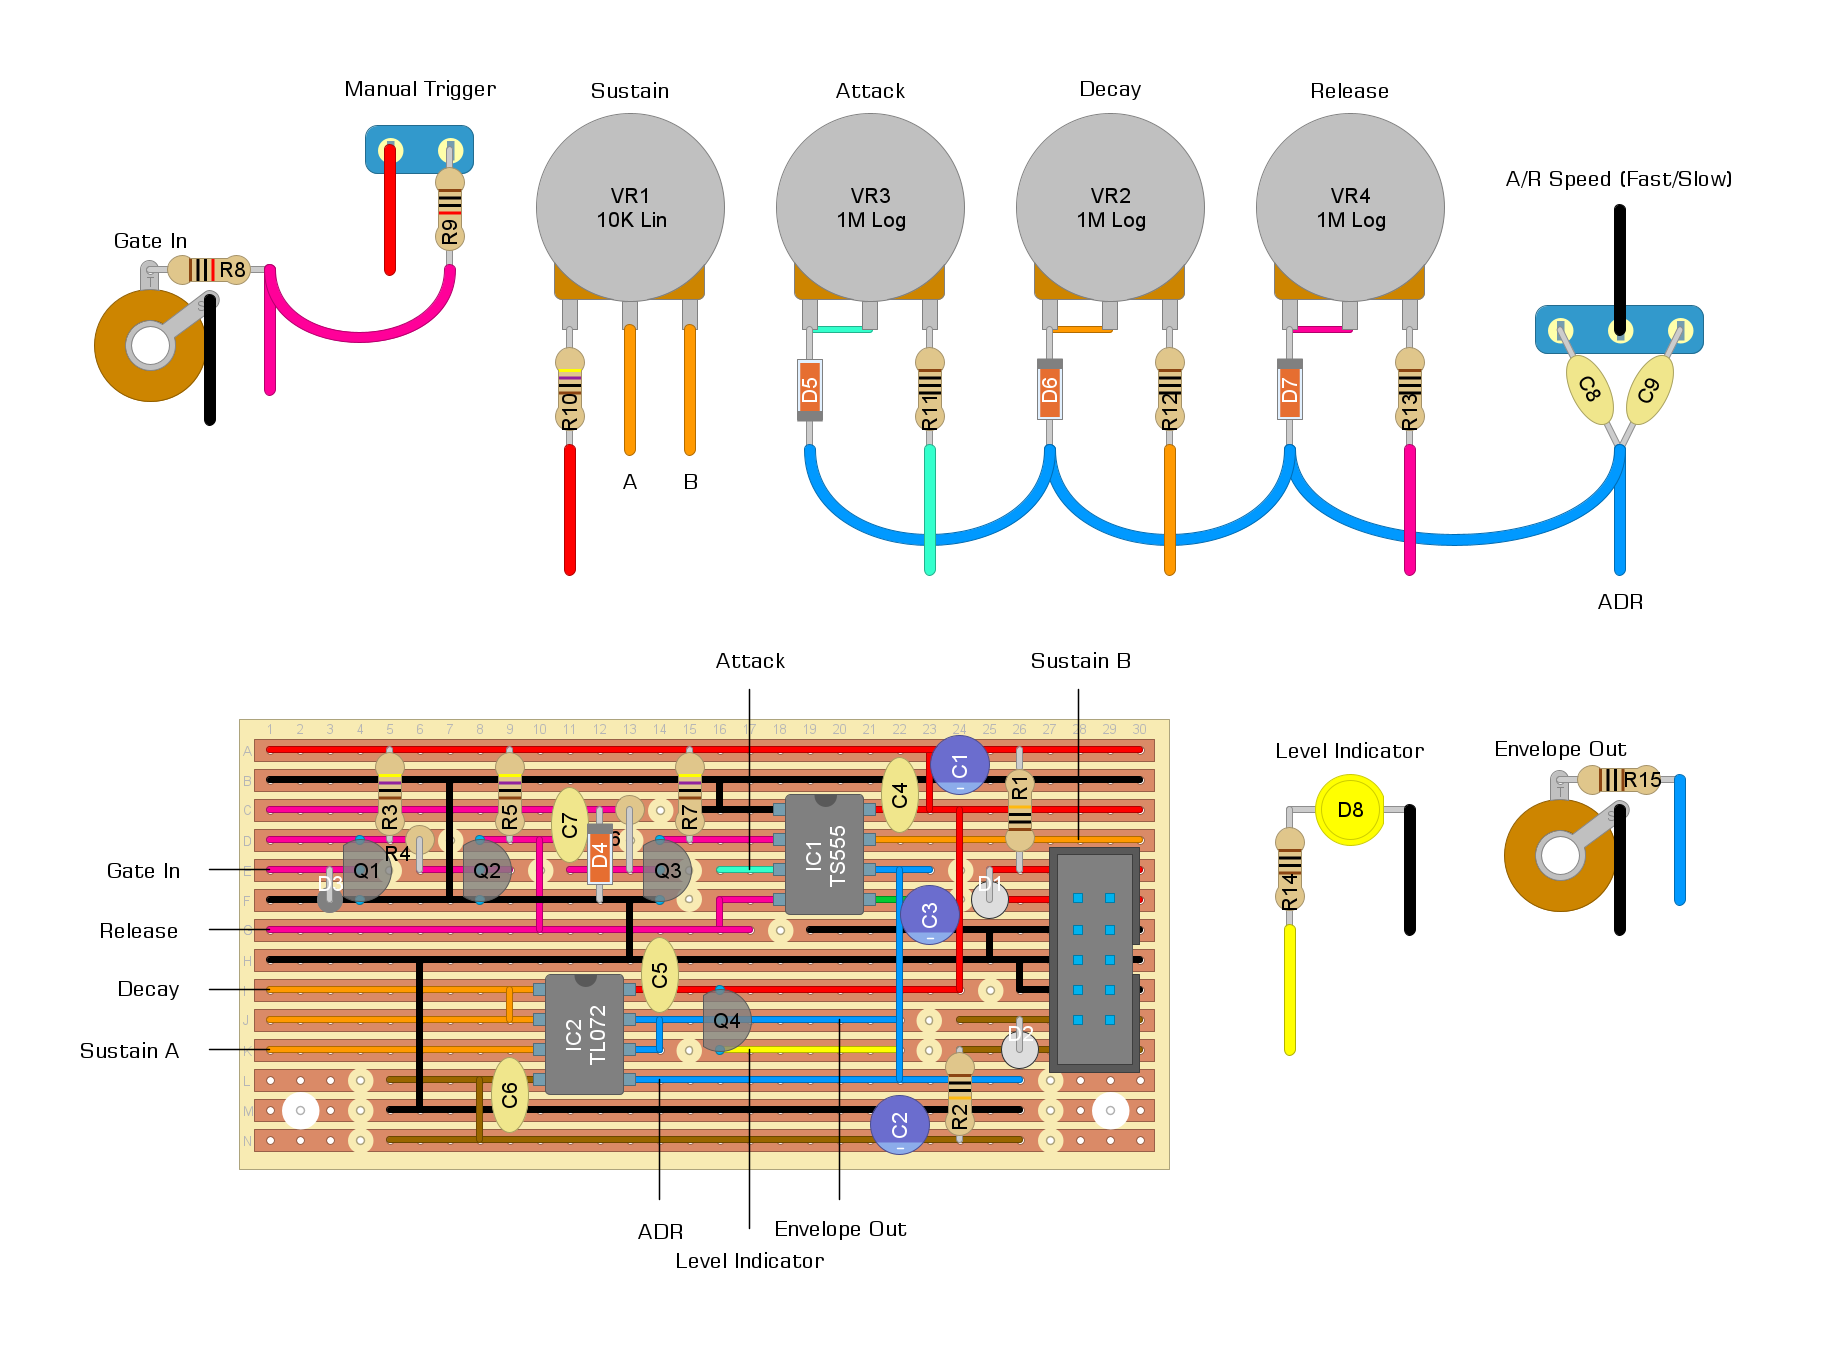 Manual Trigger
Sustain
Attack
Decay
Release
A/R Speed (Fast/Slow)
Gate In
VR1
10K Lin
VR3
1M Log
VR2
1M Log
VR4
1M Log
R9
R8
T
S
R10
D5
R11
D6
R12
D7
R13
C8
C9
A
B
ADR
Attack
Sustain B
1 2 3 4 5 6 7 8 9 10 11 12 13 14 15 16 17 18 19 20 21 22 23 24 25 26 27 28 29 30
A
B
C
D
E
F
G
H
J
K
L
M
N
Gate In
Release
Decay
Sustain A
R3
R5
R7
C7
C4
C1
R1
R4
D4
6
Q1
Q2
Q3
D3
IC1
TS555
D1
C3
C5
IC2
TL072
Q4
D2
C6
C2
R2
-
-
-
Level Indicator
D8
R14
Envelope Out
R15
T
S
ADR
Envelope Out
Level Indicator